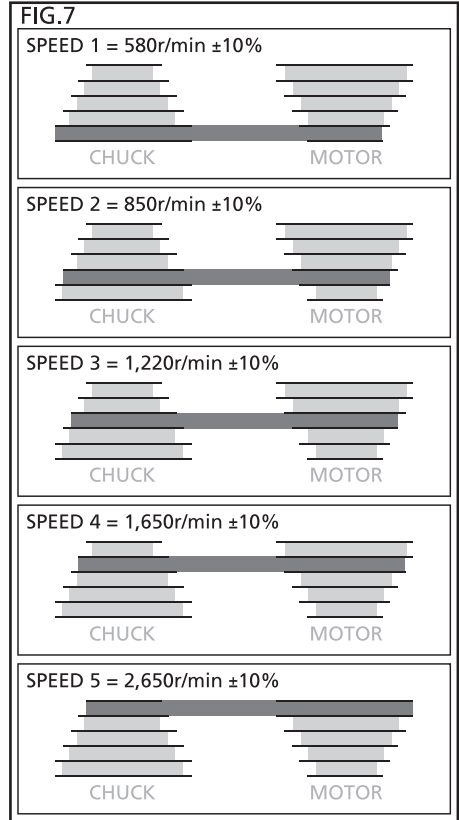 FIG.7
SPEED 1 = 580r/min ±10%
CHUCK MOTOR
SPEED 2 = 850r/min ±10%
CHUCK MOTOR
SPEED 3 = 1,220r/min ±10%
CHUCK MOTOR
SPEED 4 = 1,650r/min ±10%
CHUCK MOTOR
SPEED 5 = 2,650r/min ±10%
CHUCK MOTOR